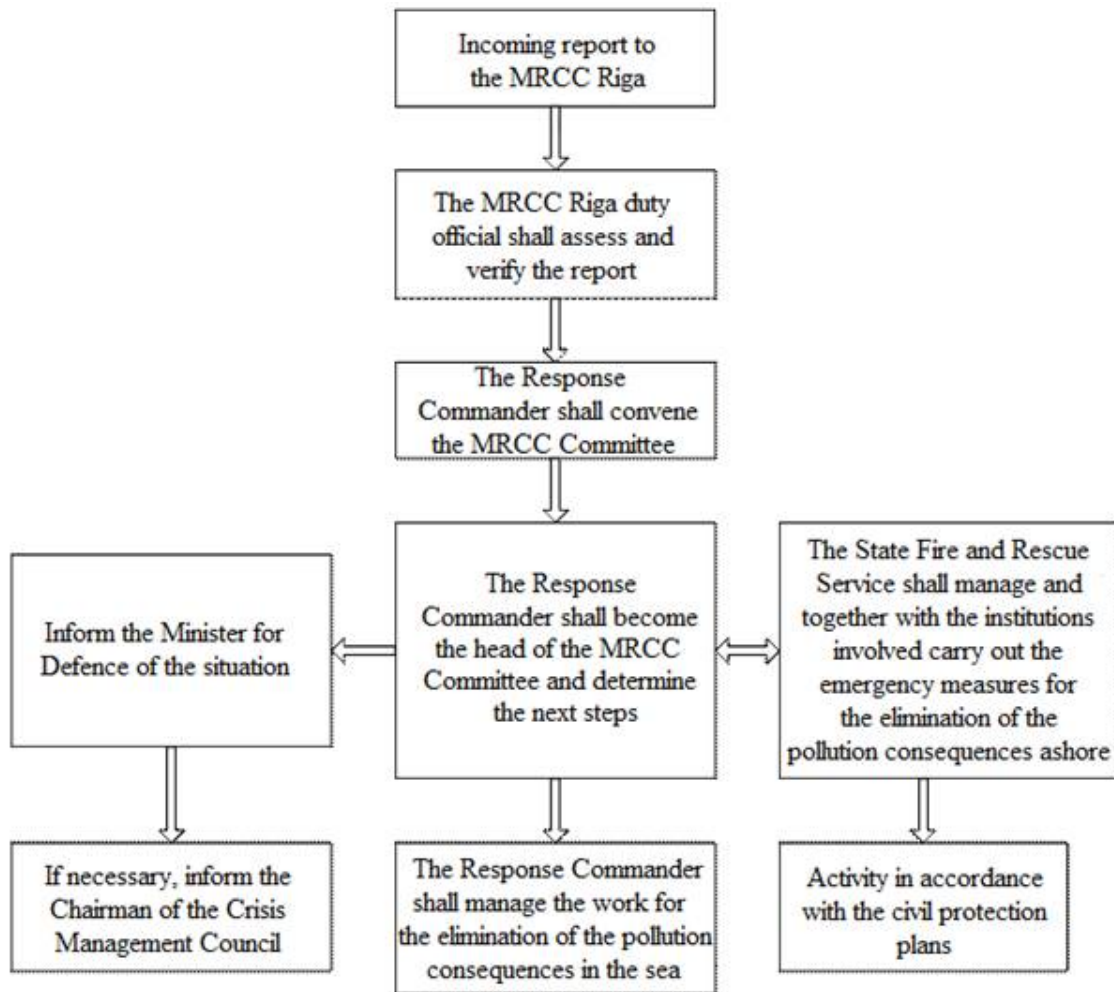 Incoming report to
the MRCC Riga
The MRCC Riga duty
official shall assess and
verify the report
The Response
Commander shall convene
the MRCC Committee
Inform the Minister for
Defence of the situation
The Response
Commander shall become
the head of the MRCC
Committee and determine
the next steps
The State Fire and Rescue
Service shall manage and
together with the institutions
involved carry out the
emergency measures for
the elimination of the
pollution consequences ashore
If necessary, inform the
Chairman of the Crisis
Management Council
The Response Commander
shall manage the work for
the elimination of the pollution
consequences in the sea
Activity in accordance
with the civil protection
plans